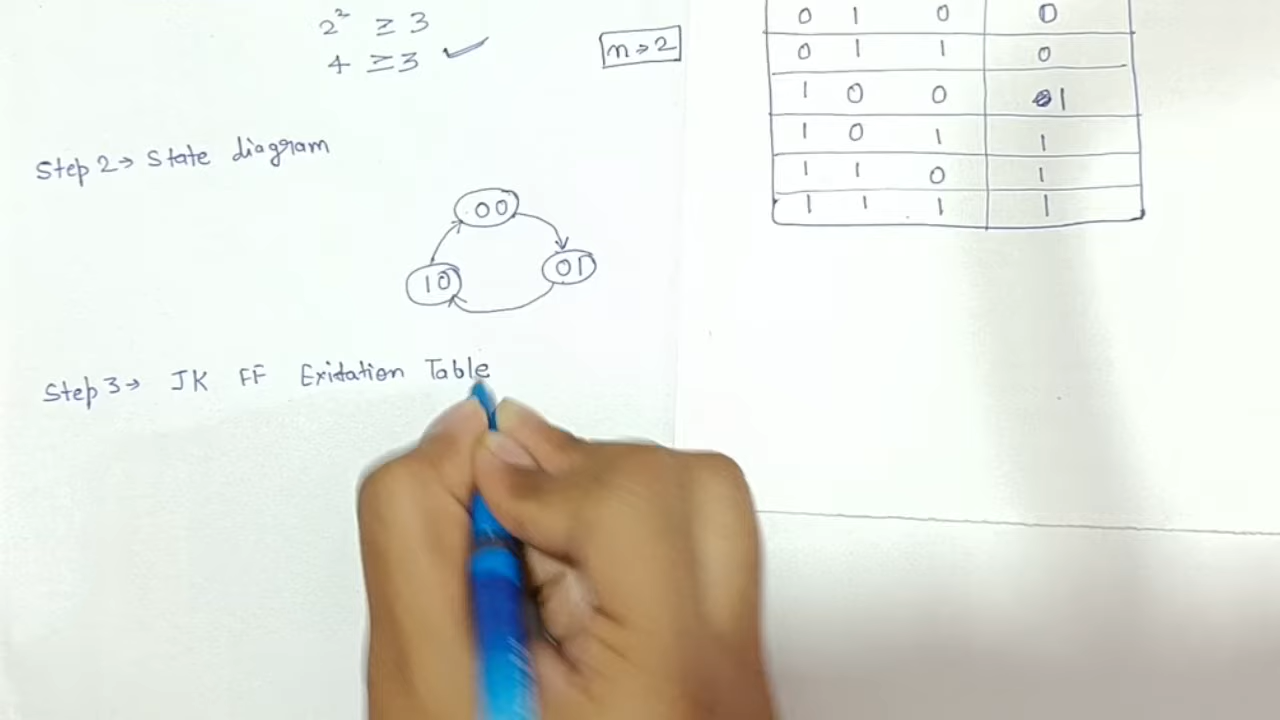 2² ≥ 3
4 ≥3 ✓
n → 2
Step 2→ State diagram
00
01
10
Step 3→ JK FF Exidation Table
0 1 0 0
0 1 1 0
1 0 0 1
1 0 1 1
1 1 0 1
1 1 1 1